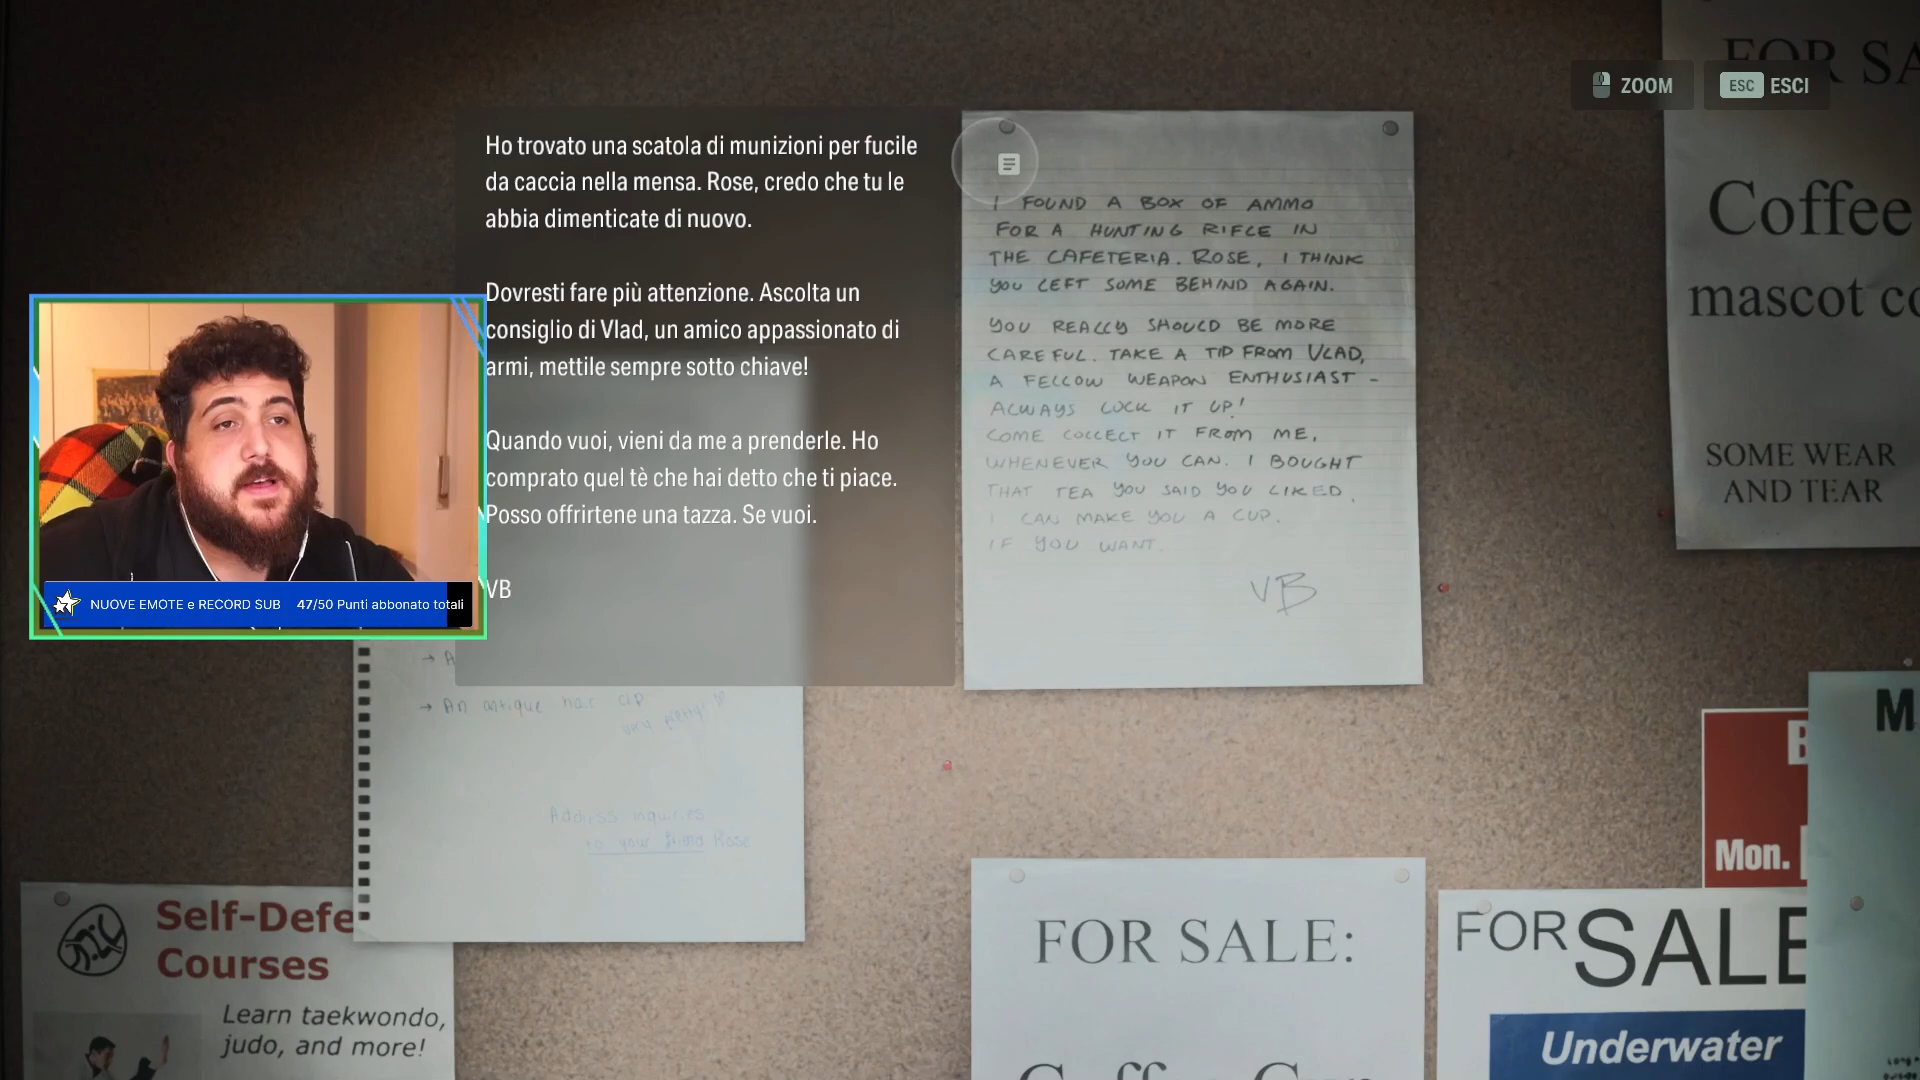 FOR SA
ZOOM
ESC ESCI
Ho trovato una scatola di munizioni per fucile
da caccia nella mensa. Rose, credo che tu le
abbia dimenticate di nuovo.
Dovresti fare più attenzione. Ascolta un
consiglio di Vlad, un amico appassionato di
armi, mettile sempre sotto chiave!
Quando vuoi, vieni da me a prenderle. Ho
comprato quel tè che hai detto che ti piace.
Posso offrirtene una tazza. Se vuoi.
VB
I FOUND A BOX OF AMMO
FOR A HUNTING RIFLE IN
THE CAFETERIA. ROSE, I THINK
YOU LEFT SOME BEHIND AGAIN.
YOU REALLY SHOULD BE MORE
CAREFUL. TAKE A TIP FROM VLAD,
A FELLOW WEAPON ENTHUSIAST -
ALWAYS LOCK IT UP!
COME COLLECT IT FROM ME,
WHENEVER YOU CAN. I BOUGHT
THAT TEA YOU SAID YOU LIKED.
I CAN MAKE YOU A CUP.
IF YOU WANT.
VB
Coffee
mascot co
SOME WEAR
AND TEAR
NUOVE EMOTE e RECORD SUB 47/50 Punti abbonato totali
→ A
→ An antique hair clip
very pretty!
Address inquiries
to your friend Rose
Self-Defe
Courses
Learn taekwondo,
judo, and more!
FOR SALE:
Coffee Cup
B
Mon.
M
FOR SALE
Underwater